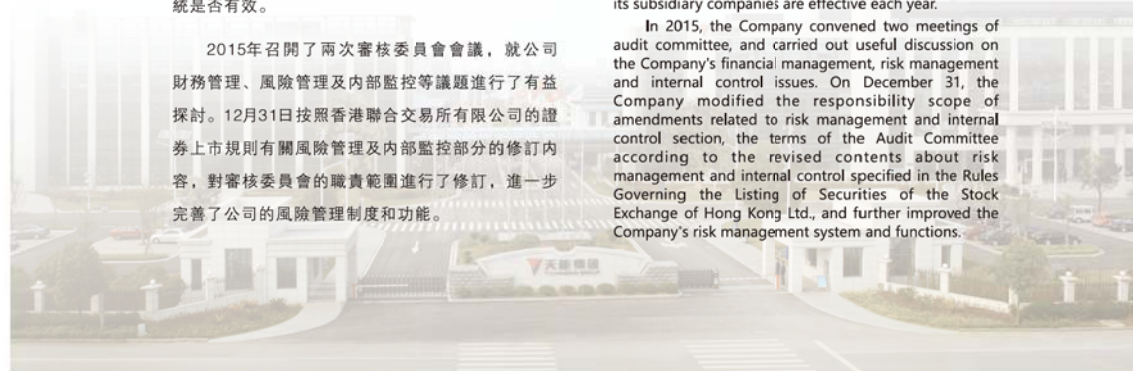 統是否有效。
2015年召開了兩次審核委員會會議，就公司
財務管理、風險管理及內部監控等議題進行了有益
探討。12月31日按照香港聯合交易所有限公司的證
券上市規則有關風險管理及內部監控部分的修訂內
容，對審核委員會的職責範圍進行了修訂，進一步
完善了公司的風險管理制度和功能。
its subsidiary companies are effective each year.
In 2015, the Company convened two meetings of
audit committee, and carried out useful discussion on
the Company's financial management, risk management
and internal control issues. On December 31, the
Company modified the responsibility scope of
amendments related to risk management and internal
control section, the terms of the Audit Committee
according to the revised contents about risk
management and internal control specified in the Rules
Governing the Listing of Securities of the Stock
Exchange of Hong Kong Ltd., and further improved the
Company's risk management system and functions.
天能集團